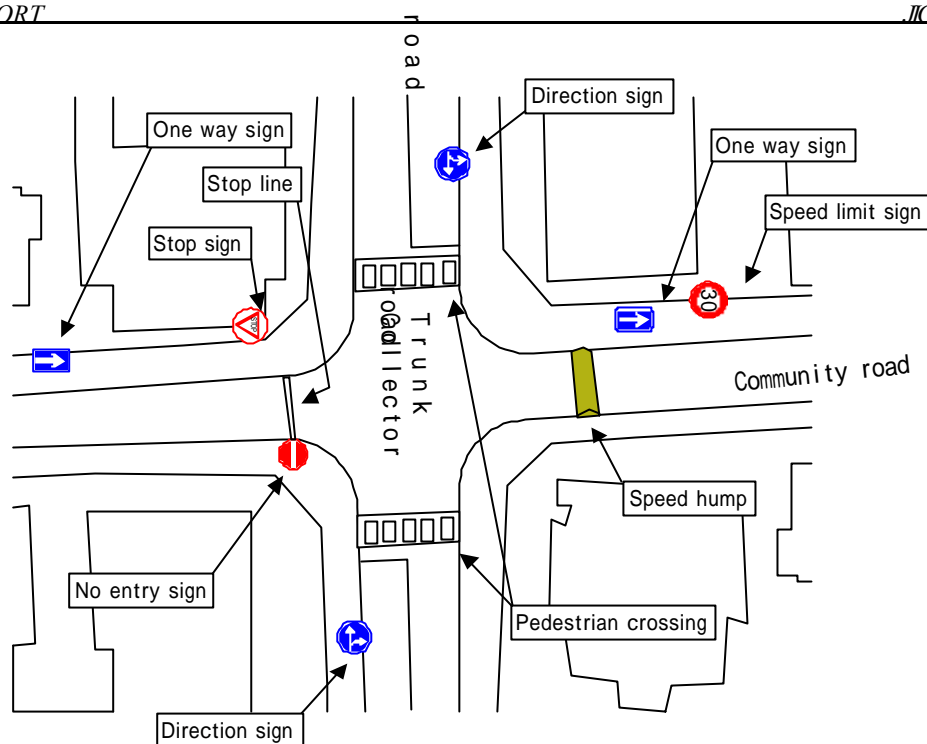 ORT
road
Direction sign
One way sign
One way sign
Stop line
Speed limit sign
Stop sign
STOP
30
Trunk
Collector
road
Community road
Speed hump
No entry sign
Pedestrian crossing
Direction sign